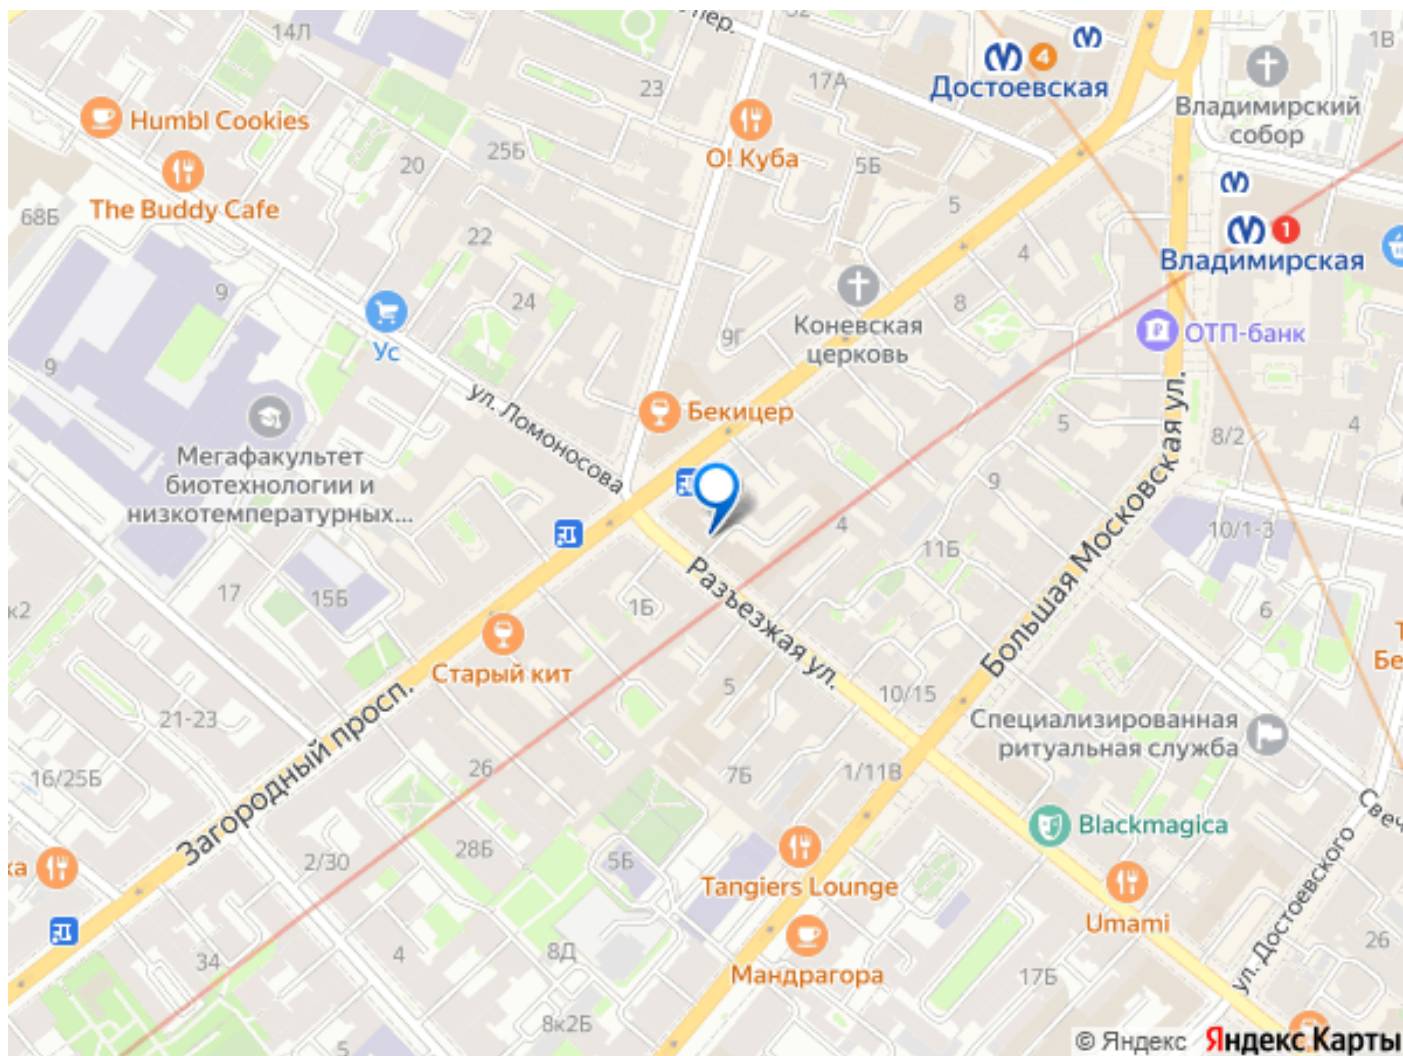 14Л
пер.
32
1В
4
Достоевская
17А
23
Владимирский
собор
Humbl Cookies
О! Куба
25Б
20
5Б
The Buddy Cafe
68Б
5
22
1
Владимирская
4
9
24
8
Коневская
церковь
9Г
ОТП-банк
Ус
9
ул. Ломоносова
Бекицер
5
8/2
4
Мегафакультет
биотехнологии и
низкотемпературных...
9
Большая Московская ул.
4
10/1-3
11Б
Разъезжая ул.
к2
17
15Б
1Б
6
Старый кит
5
10/15
21-23
Специализированная
ритуальная служба
Загородный просп.
26
7Б
1/11В
16/25Б
Blackmagica
28Б
2/30
5Б
ка
Tangiers Lounge
Umami
ул. Достоевского
26
34
4
8Д
Мандрагора
17Б
8к2Б
5
© Яндекс Яндекс Карты